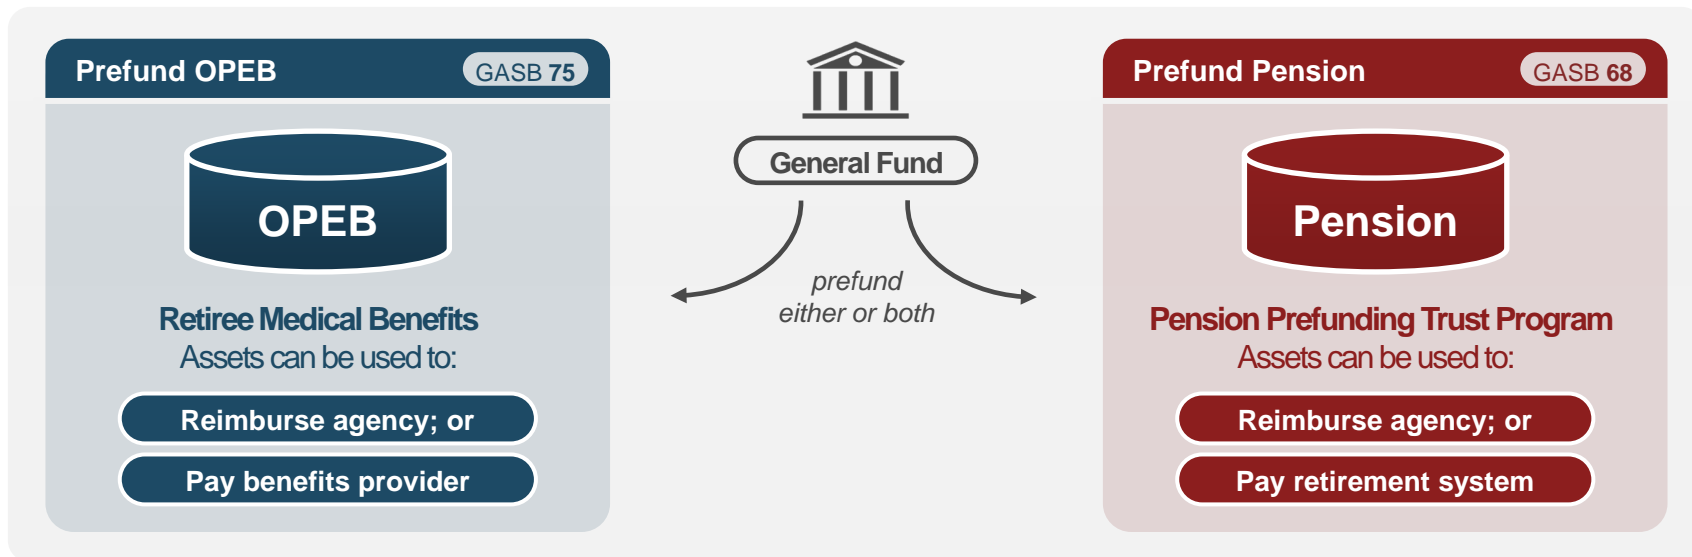 Prefund OPEB
GASB 75
OPEB
Retiree Medical Benefits
Assets can be used to:
Reimburse agency; or
Pay benefits provider
General Fund
prefund
either or both
Prefund Pension
GASB 68
Pension
Pension Prefunding Trust Program
Assets can be used to:
Reimburse agency; or
Pay retirement system